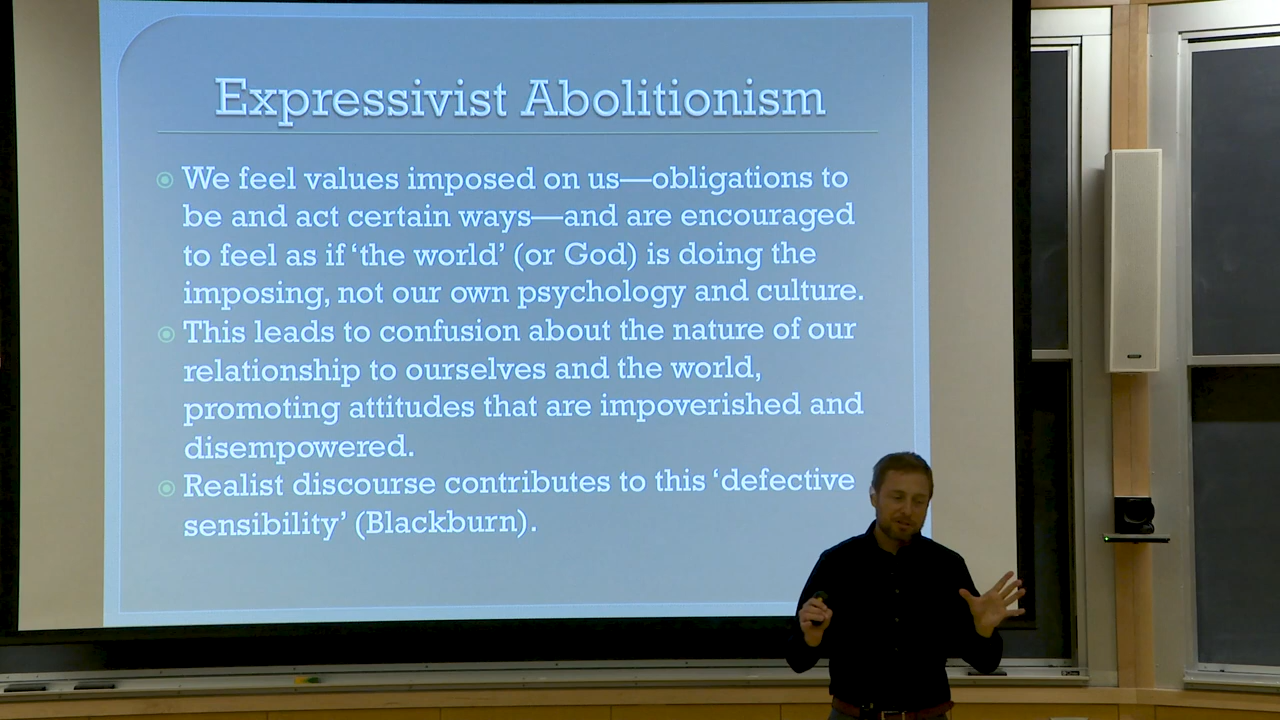 Expressivist Abolitionism
We feel values imposed on us—obligations to
be and act certain ways—and are encouraged
to feel as if ‘the world’ (or God) is doing the
imposing, not our own psychology and culture.
This leads to confusion about the nature of our
relationship to ourselves and the world,
promoting attitudes that are impoverished and
disempowered.
Realist discourse contributes to this ‘defective
sensibility’ (Blackburn).